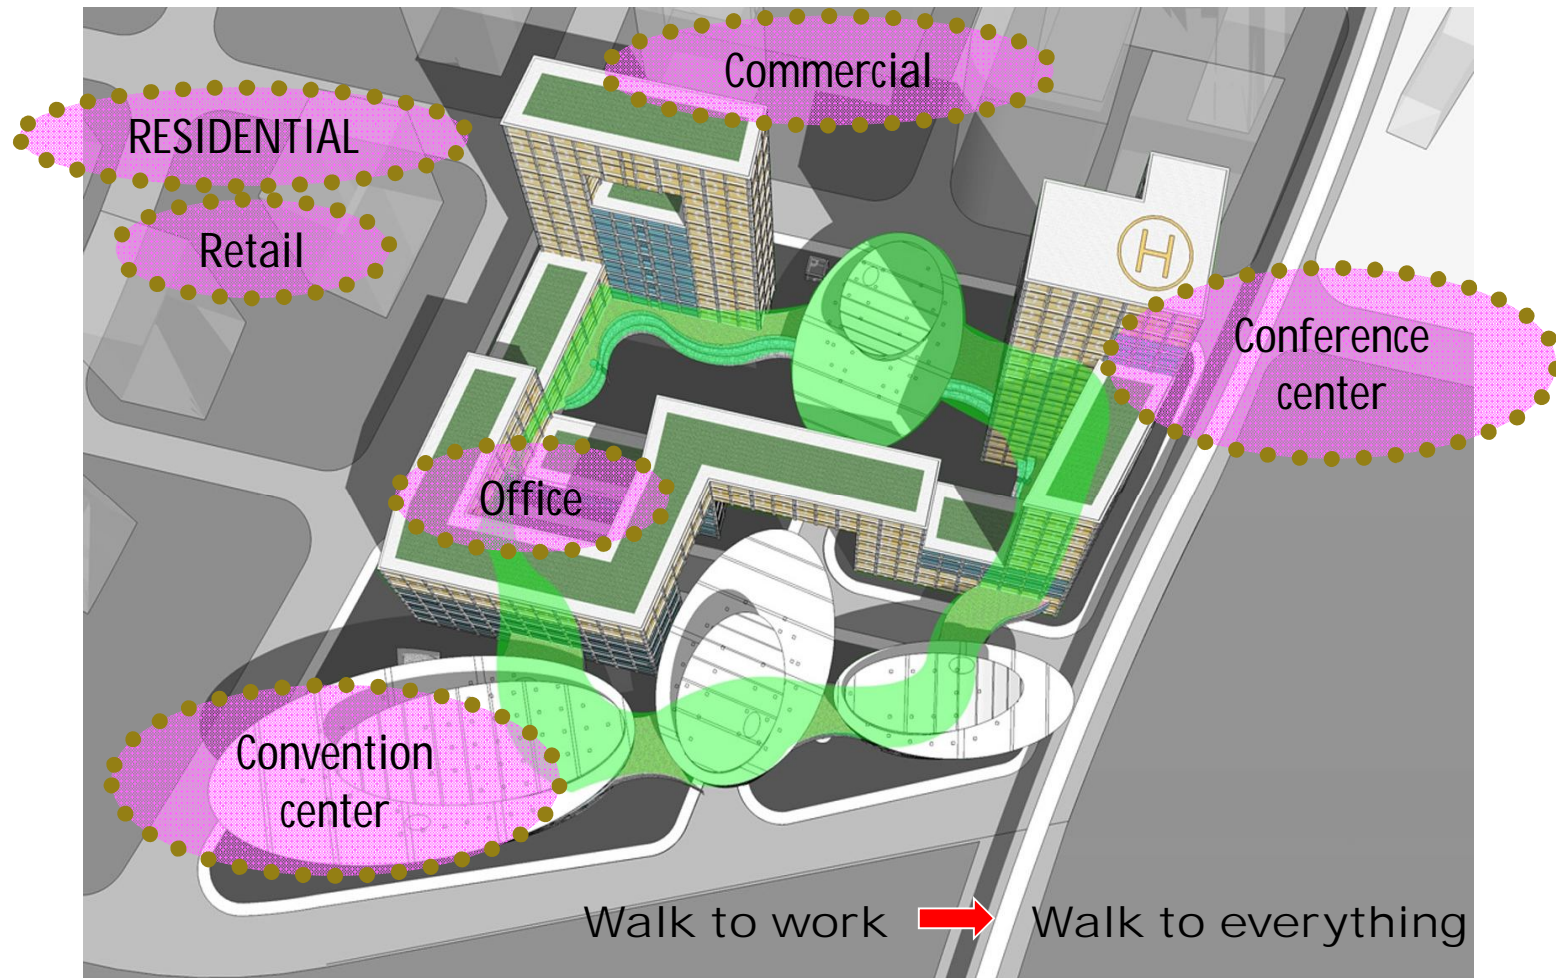 Commercial
RESIDENTIAL
Retail
H
Conference
center
Office
Convention
center
Walk to work Walk to everything